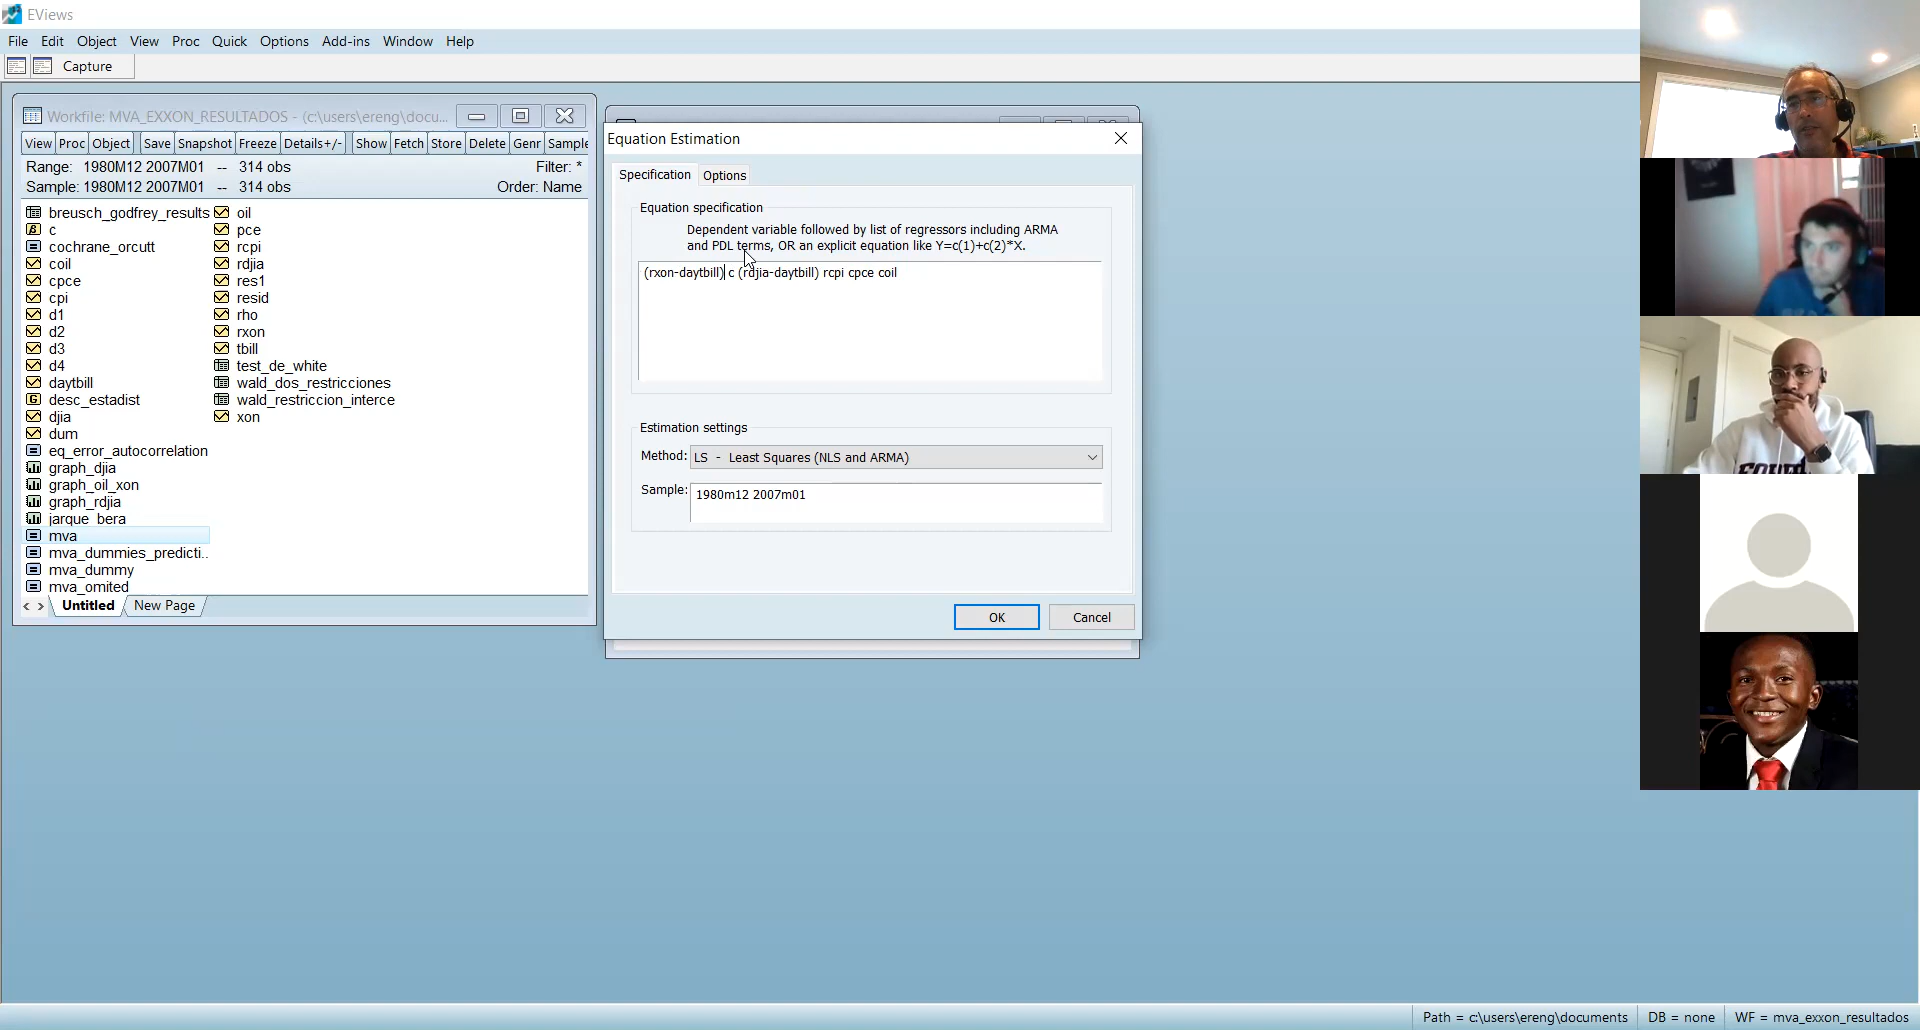 EViews
File Edit Object View Proc Quick Options Add-ins Window Help
Capture
Workfile: MVA_EXXON_RESULTADOS - (c:\users\ereng\docu...
View Proc Object Save Snapshot Freeze Details+/- Show Fetch Store Delete Genr Sample
Range: 1980M12 2007M01 -- 314 obs
Filter: *
Sample: 1980M12 2007M01 -- 314 obs
Order: Name
breusch_godfrey_results
c
cochrane_orcutt
coil
cpce
cpi
d1
d2
d3
d4
daytbill
desc_estadist
djia
dum
eq_error_autocorrelation
graph_djia
graph_oil_xon
graph_rdjia
jarque_bera
mva
mva_dummies_predicti..
mva_dummy
mva_omited
oil
pce
rcpi
rdjia
res1
resid
rho
rxon
tbill
test_de_white
wald_dos_restricciones
wald_restriccion_interce
xon
Untitled New Page
Equation Estimation
Specification Options
Equation specification
Dependent variable followed by list of regressors including ARMA
and PDL terms, OR an explicit equation like Y=c(1)+c(2)*X.
(rxon-daytbill) c (rdjia-daytbill) rcpi cpce coil
Estimation settings
Method: LS - Least Squares (NLS and ARMA)
Sample: 1980m12 2007m01
OK Cancel
Path = c:\users\ereng\documents DB = none WF = mva_exxon_resultados